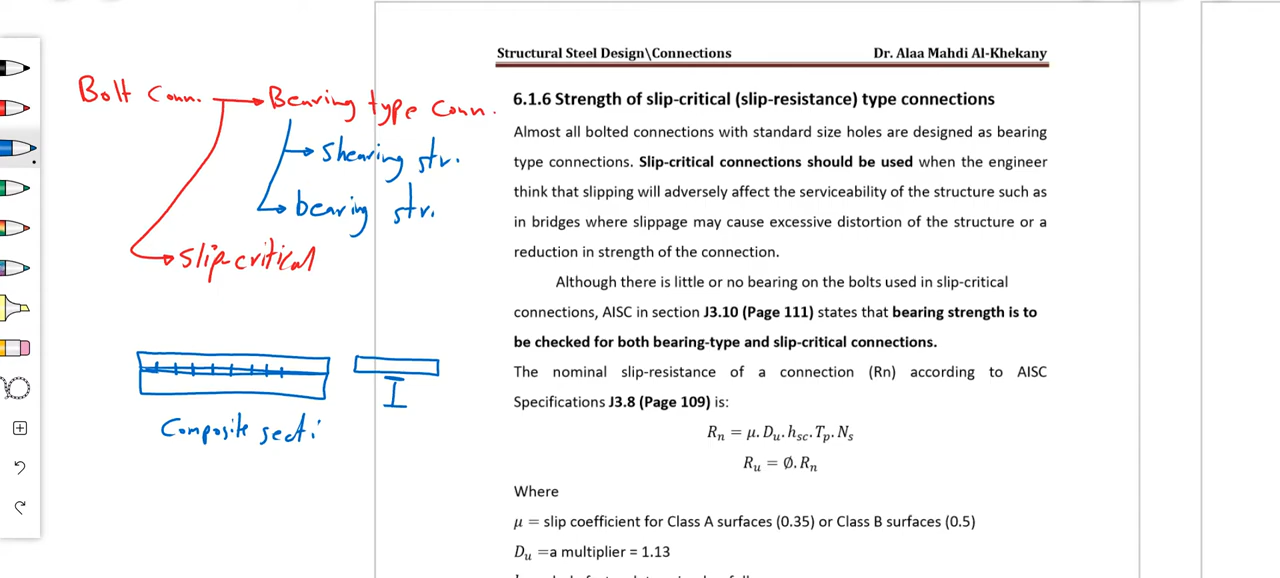 Structural Steel Design\Connections Dr. Alaa Mahdi Al-Khekany
Bolt Conn. Bearing type Conn.
shearing str.
bearing str.
slip-critical
Composite secti
6.1.6 Strength of slip-critical (slip-resistance) type connections
Almost all bolted connections with standard size holes are designed as bearing
type connections. Slip-critical connections should be used when the engineer
think that slipping will adversely affect the serviceability of the structure such as
in bridges where slippage may cause excessive distortion of the structure or a
reduction in strength of the connection.
Although there is little or no bearing on the bolts used in slip-critical
connections, AISC in section J3.10 (Page 111) states that bearing strength is to
be checked for both bearing-type and slip-critical connections.
The nominal slip-resistance of a connection (Rn) according to AISC
Specifications J3.8 (Page 109) is:
Rₙ = μ. Dᵤ. hsc. Tₚ. Nₛ
Rᵤ = Ø. Rₙ
Where
μ = slip coefficient for Class A surfaces (0.35) or Class B surfaces (0.5)
Dᵤ =a multiplier = 1.13